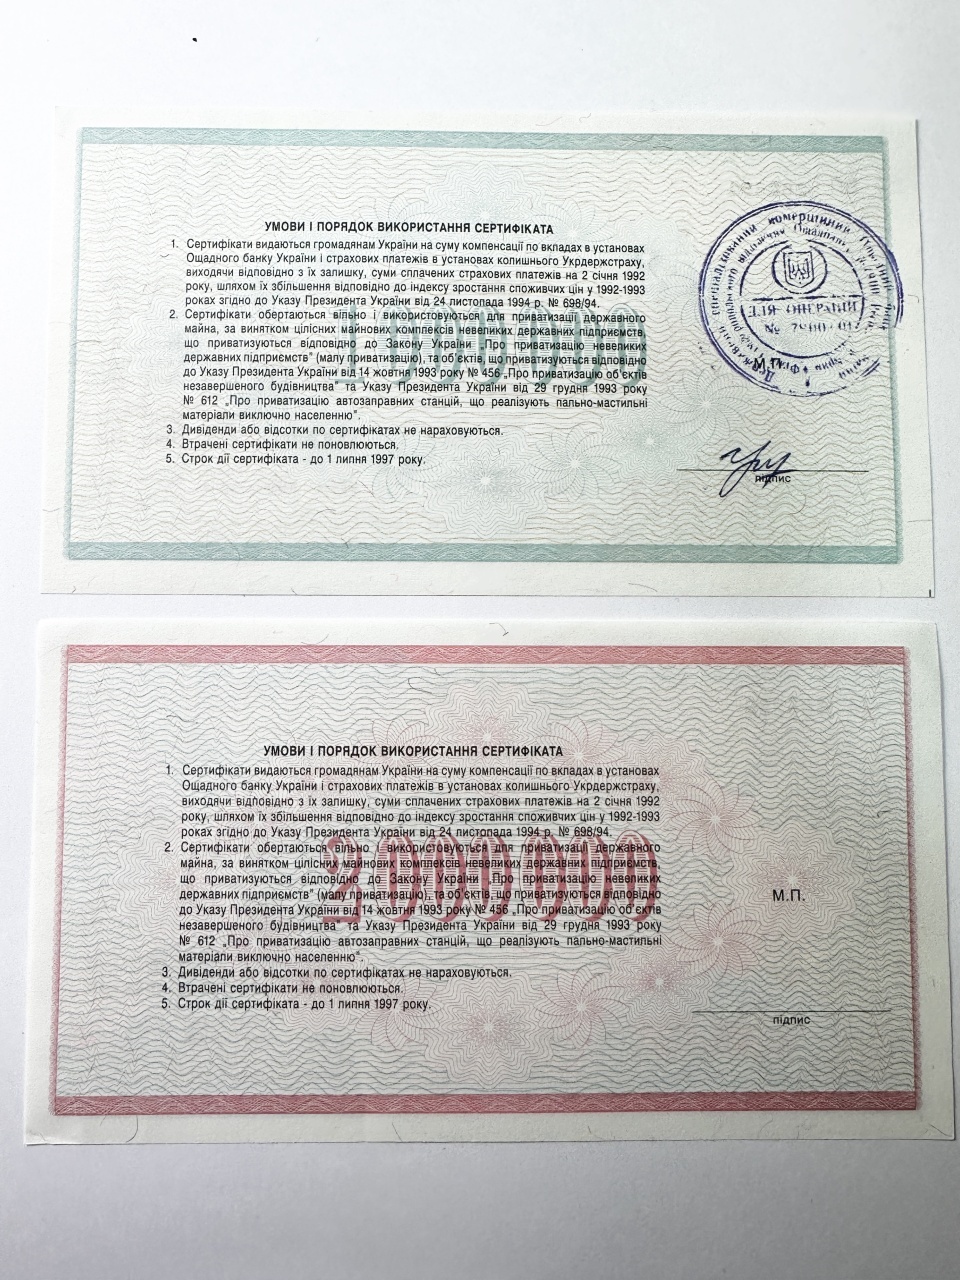 УМОВИ І ПОРЯДОК ВИКОРИСТАННЯ СЕРТИФІКАТА
1. Сертифікати видаються громадянам України на суму компенсації по вкладах в установах
Ощадного банку України і страхових платежів в установах колишнього Укрдержстраху,
виходячи відповідно з їх залишку, суми сплачених страхових платежів на 2 січня 1992
року, шляхом їх збільшення відповідно до індексу зростання споживчих цін у 1992-1993
роках згідно до Указу Президента України від 24 листопада 1994 р. № 698/94.
2. Сертифікати обертаються вільно і використовуються для приватизації державного
майна, за винятком цілісних майнових комплексів невеликих державних підприємств,
що приватизуються відповідно до Закону України „Про приватизацію невеликих
державних підприємств" (малу приватизацію), та об'єктів, що приватизуються відповідно
до Указу Президента України від 14 жовтня 1993 року № 456 „Про приватизацію об'єктів
незавершеного будівництва" та Указу Президента України від 29 грудня 1993 року
№ 612 „Про приватизацію автозаправних станцій, що реалізують пально-мастильні
матеріали виключно населенню".
3. Дивіденди або відсотки по сертифікатах не нараховуються.
4. Втрачені сертифікати не поновлюються.
5. Строк дії сертифіката - до 1 липня 1997 року.
1000000
спеціалізований комерційний
ДЛЯ ОПЕРАЦІЙ
№
М.П.
підпис
УМОВИ І ПОРЯДОК ВИКОРИСТАННЯ СЕРТИФІКАТА
1. Сертифікати видаються громадянам України на суму компенсації по вкладах в установах
Ощадного банку України і страхових платежів в установах колишнього Укрдержстраху,
виходячи відповідно з їх залишку, суми сплачених страхових платежів на 2 січня 1992
року, шляхом їх збільшення відповідно до індексу зростання споживчих цін у 1992-1993
роках згідно до Указу Президента України від 24 листопада 1994 р. № 698/94.
2. Сертифікати обертаються вільно і використовуються для приватизації державного
майна, за винятком цілісних майнових комплексів невеликих державних підприємств,
що приватизуються відповідно до Закону України „Про приватизацію невеликих
державних підприємств" (малу приватизацію), та об'єктів, що приватизуються відповідно
до Указу Президента України від 14 жовтня 1993 року № 456 „Про приватизацію об'єктів
незавершеного будівництва" та Указу Президента України від 29 грудня 1993 року
№ 612 „Про приватизацію автозаправних станцій, що реалізують пально-мастильні
матеріали виключно населенню".
3. Дивіденди або відсотки по сертифікатах не нараховуються.
4. Втрачені сертифікати не поновлюються.
5. Строк дії сертифіката - до 1 липня 1997 року.
2000000
М.П.
підпис